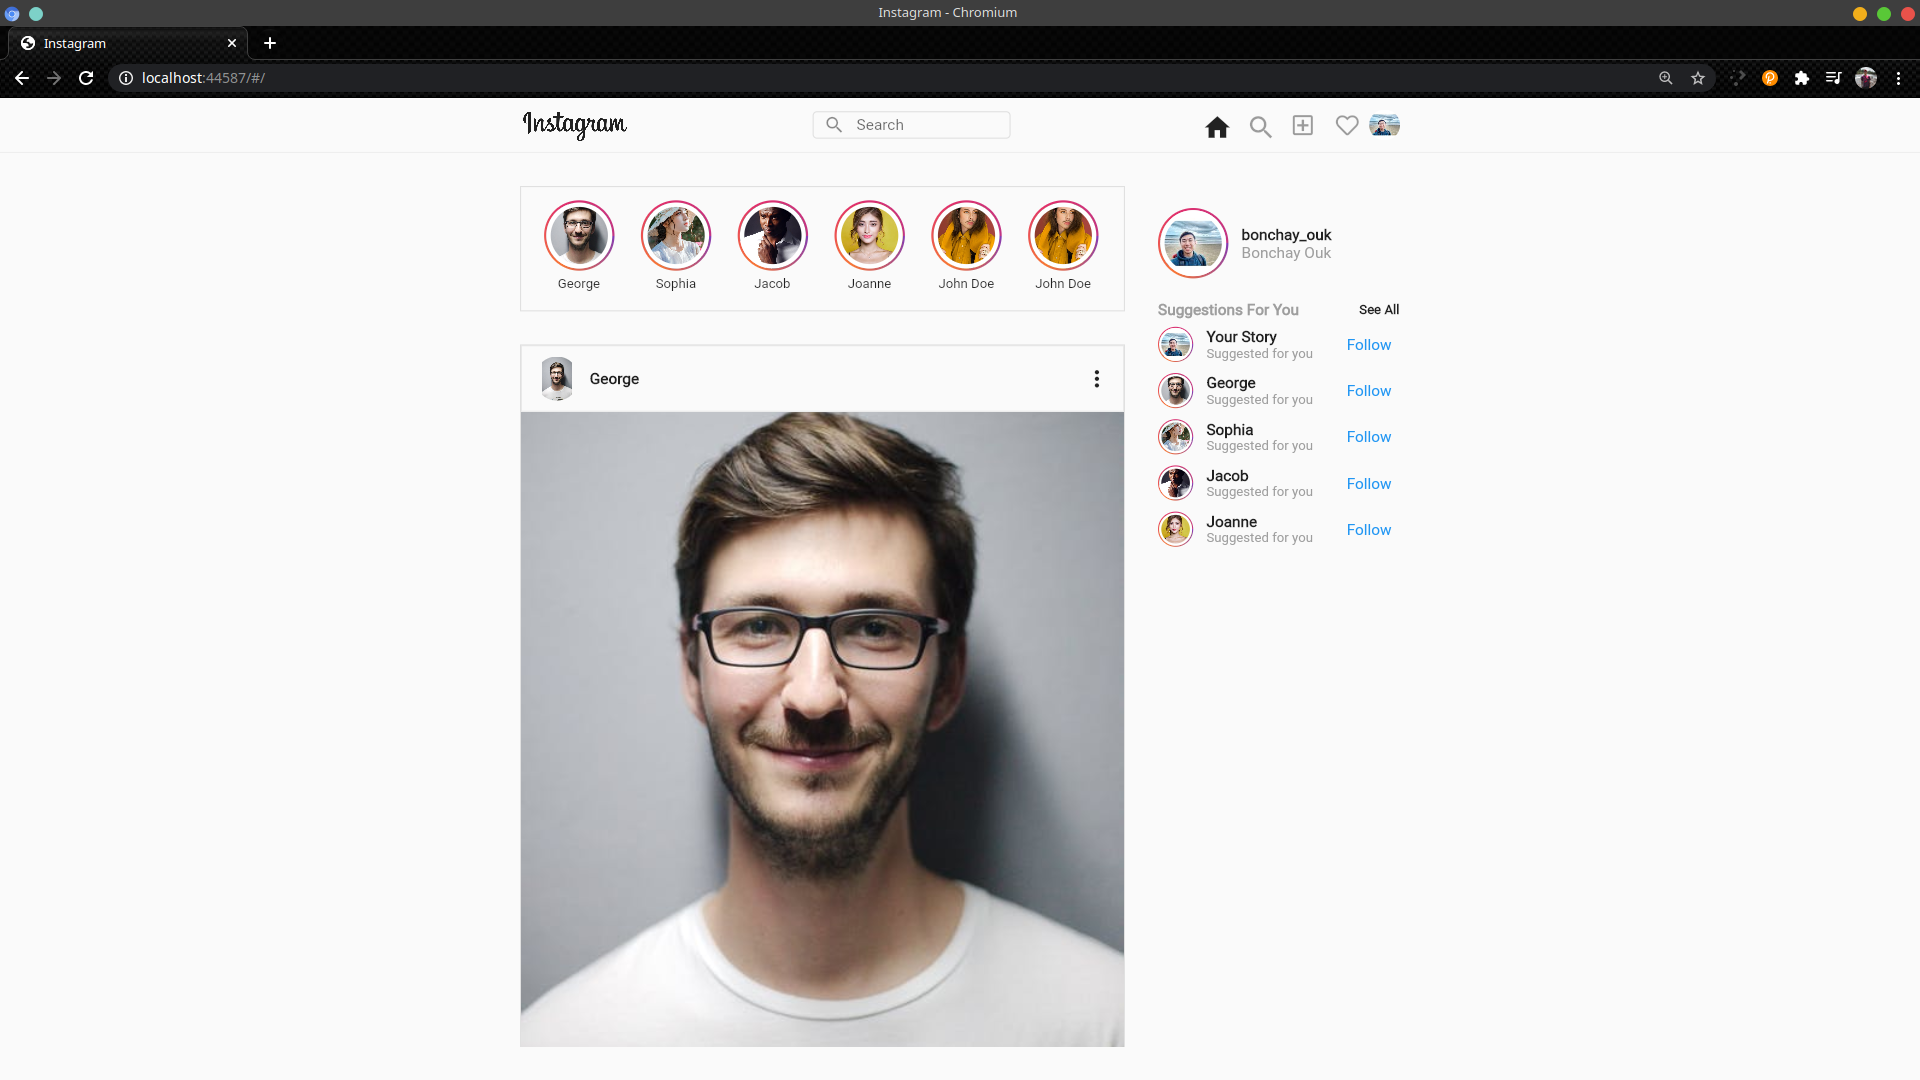 Instagram - Chromium
Instagram
localhost:44587/#/
Instagram
Search
George
Sophia
Jacob
Joanne
John Doe
John Doe
bonchay_ouk
Bonchay Ouk
Suggestions For You
See All
Your Story
Suggested for you
Follow
George
Suggested for you
Follow
Sophia
Suggested for you
Follow
Jacob
Suggested for you
Follow
Joanne
Suggested for you
Follow
George